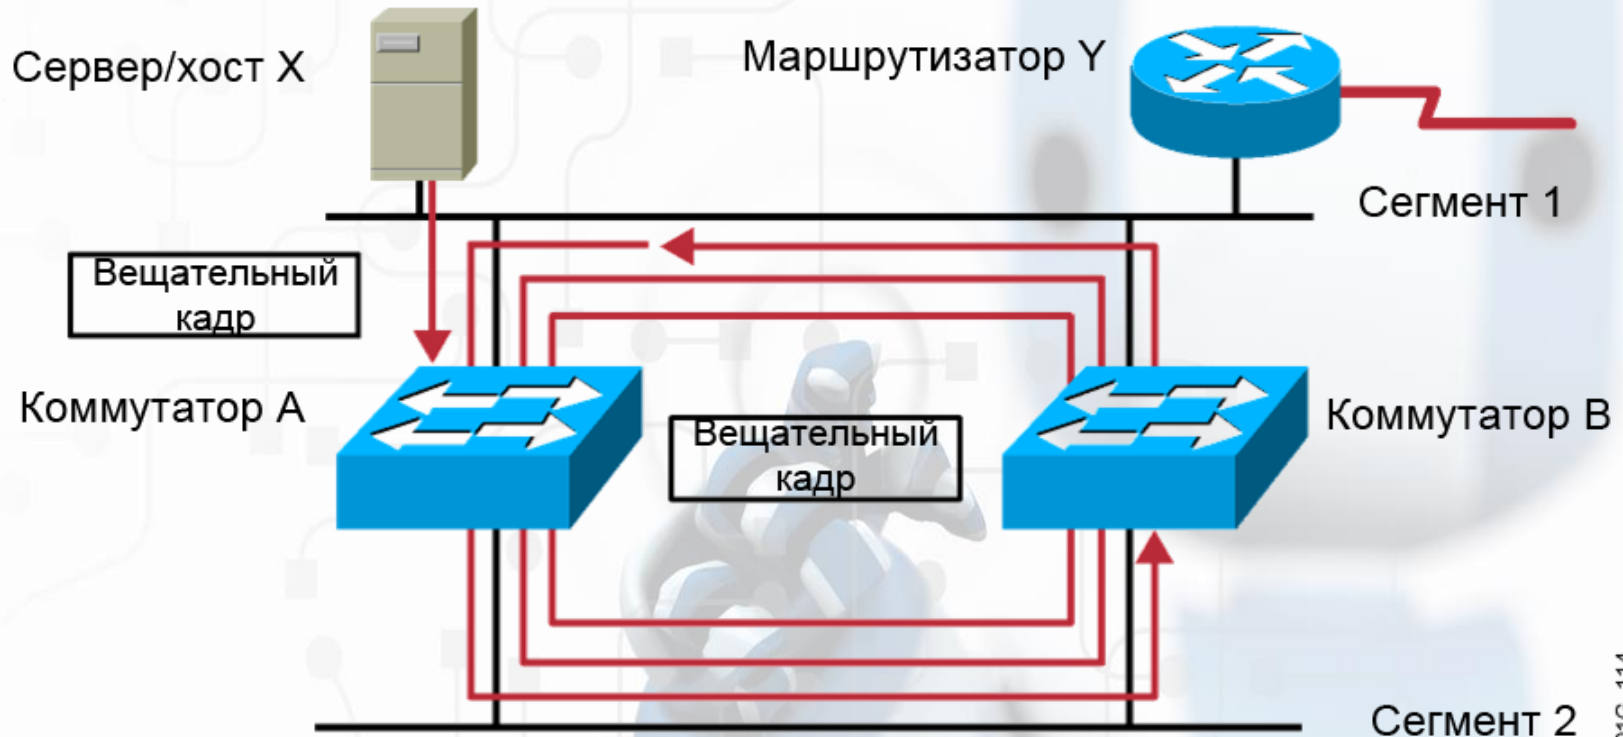 Сервер/хост X
Маршрутизатор Y
Сегмент 1
Вещательный
кадр
Коммутатор A
Вещательный
кадр
Коммутатор B
Сегмент 2